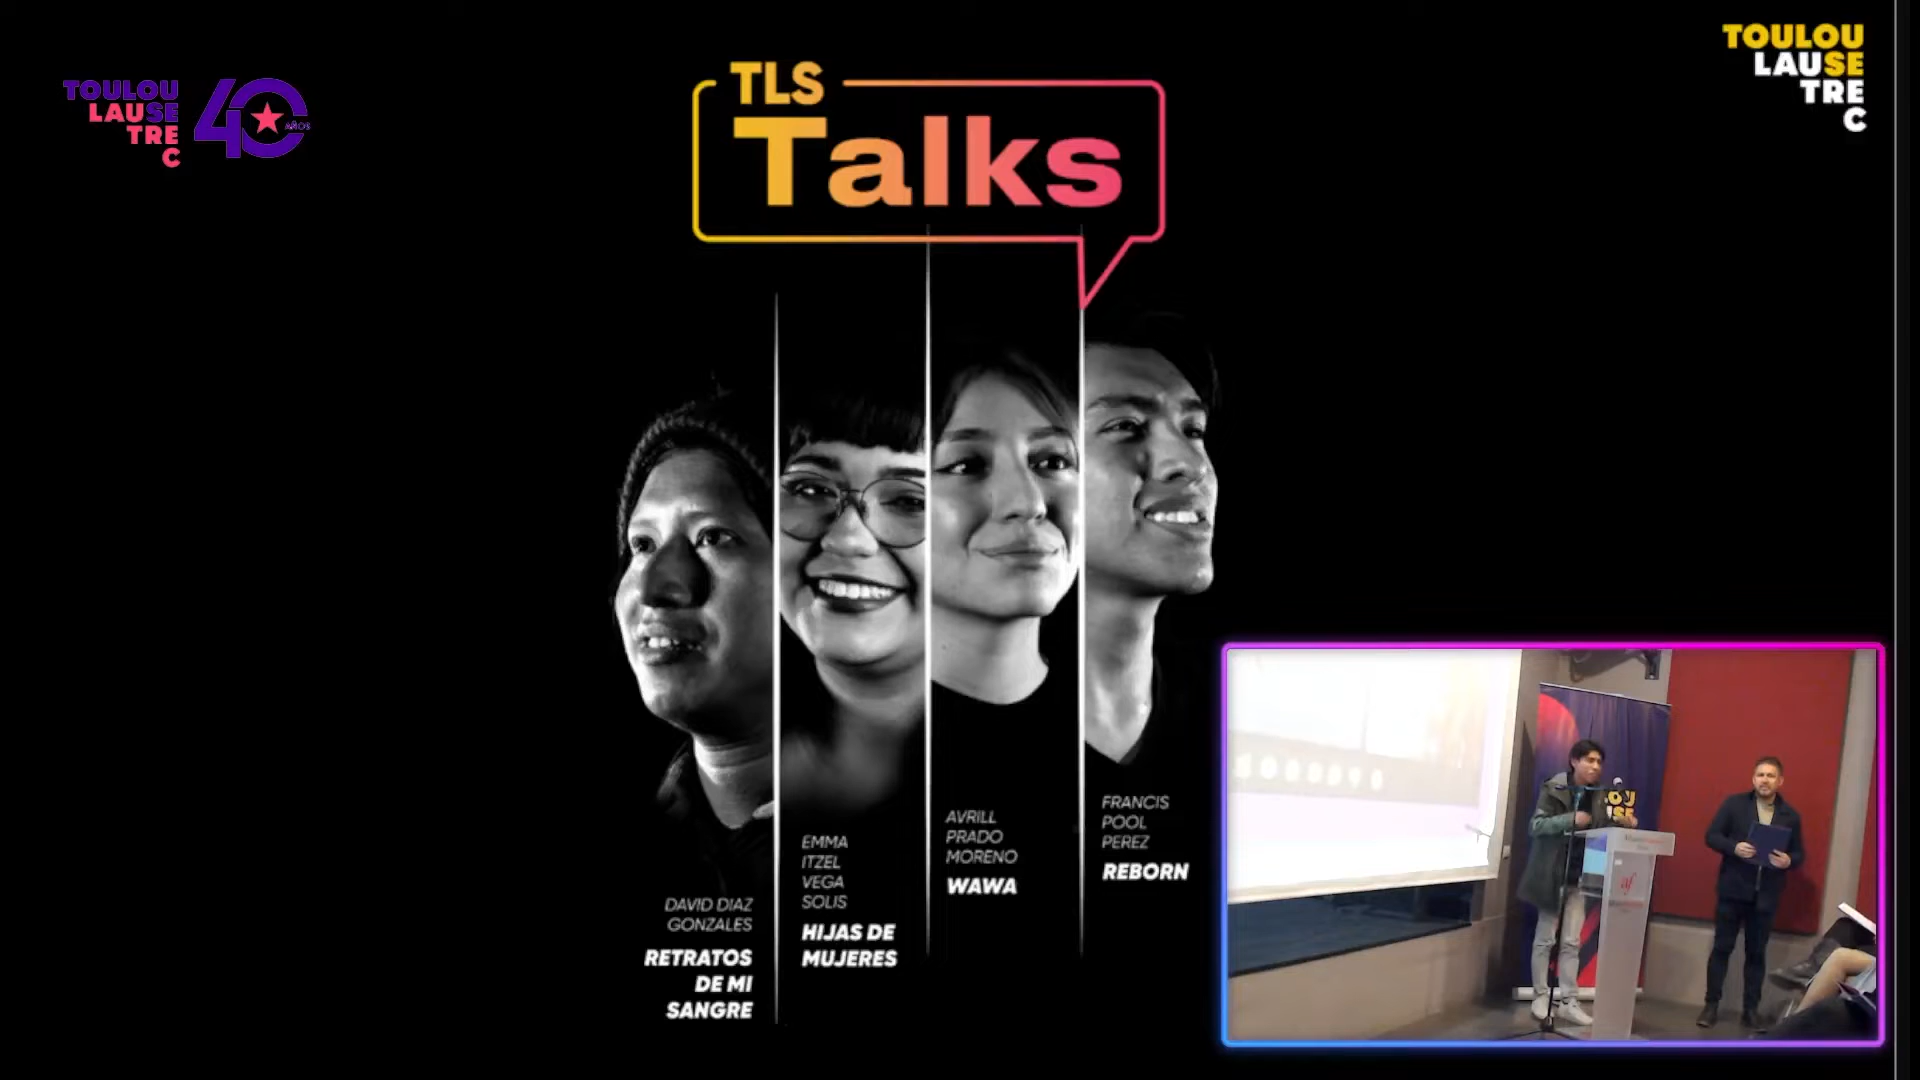 TOULOU
LAUSE
TRE
C
40
AÑOS
TLS
Talks
TOULOU
LAUSE
TRE
C
DAVID DIAZ
GONZALES
RETRATOS
DE MI
SANGRE
EMMA
ITZEL
VEGA
SOLIS
HIJAS DE
MUJERES
AVRILL
PRADO
MORENO
WAWA
FRANCIS
POOL
PEREZ
REBORN
af